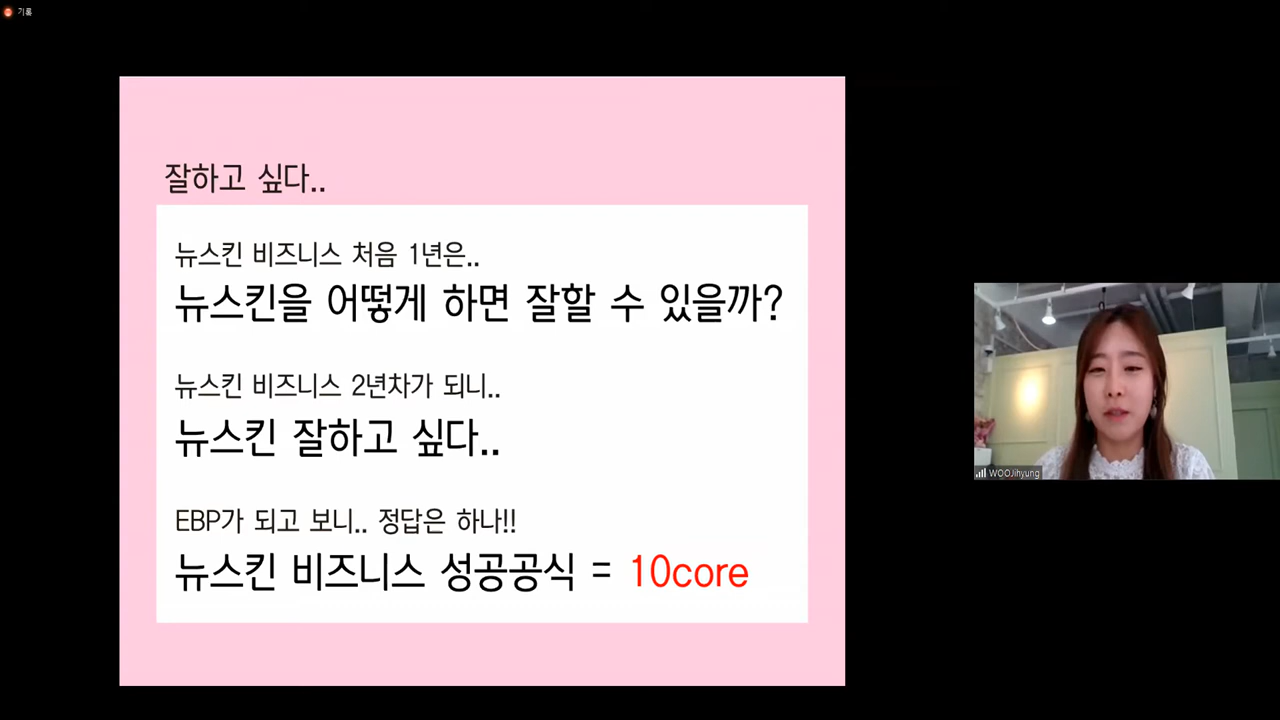 기록
잘하고 싶다..
뉴스킨 비즈니스 처음 1년은..
뉴스킨을 어떻게 하면 잘할 수 있을까?
뉴스킨 비즈니스 2년차가 되니..
뉴스킨 잘하고 싶다..
EBP가 되고 보니.. 정답은 하나!!
뉴스킨 비즈니스 성공공식 = 10core
WOOJihyung